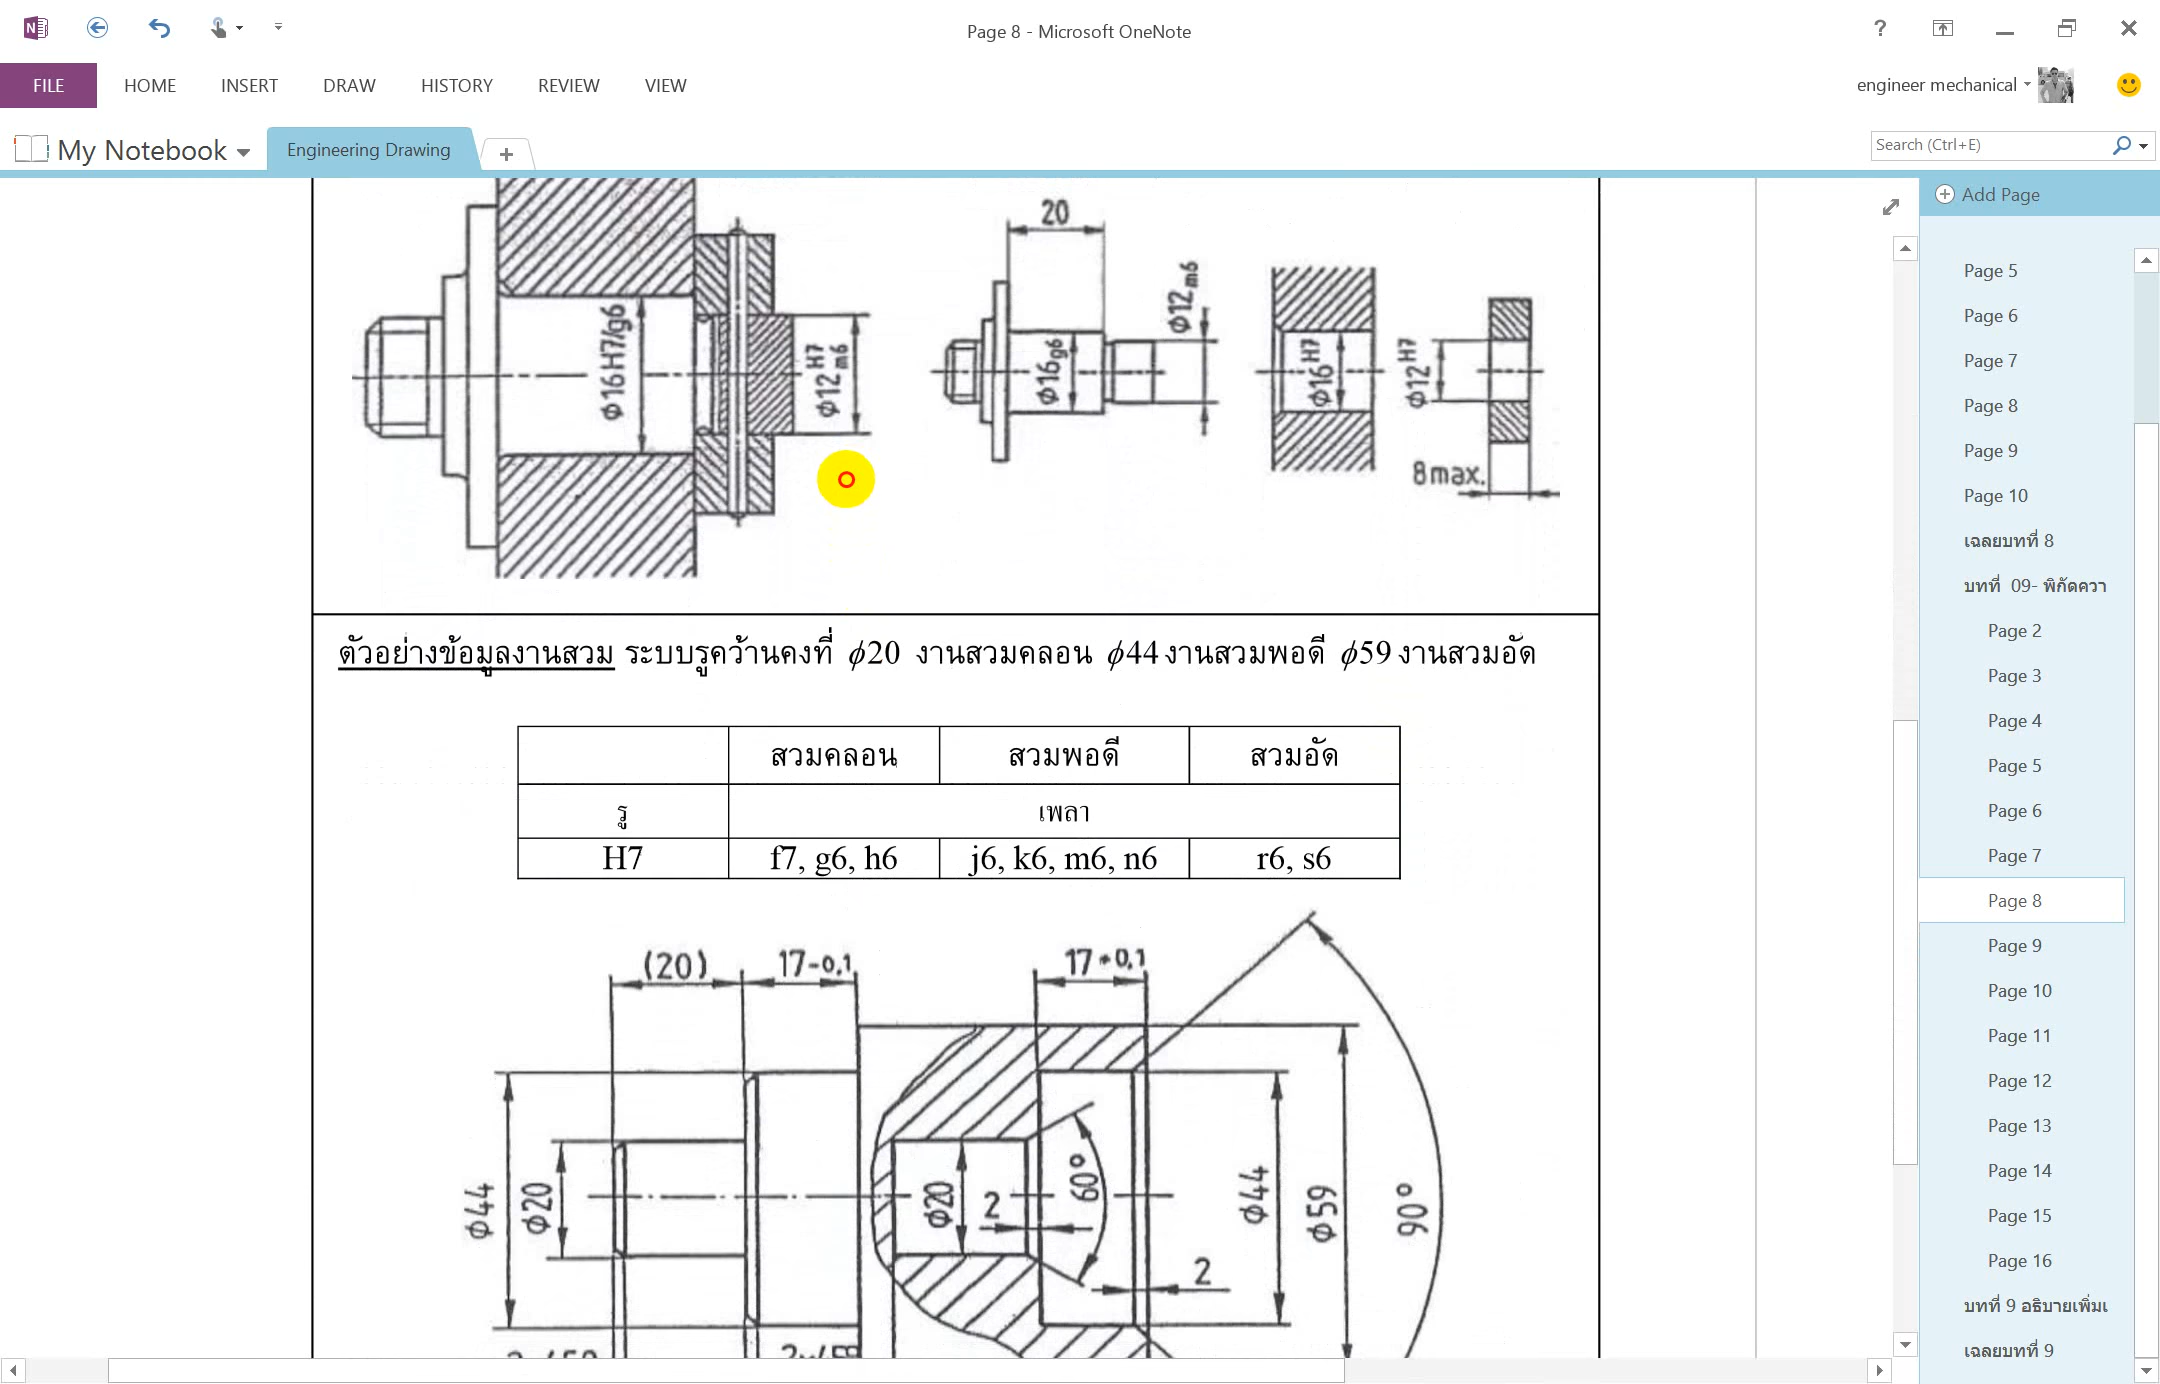 Page 8 - Microsoft OneNote
?
FILE
HOME
INSERT
DRAW
HISTORY
REVIEW
VIEW
engineer mechanical
My Notebook
Engineering Drawing
+
Search (Ctrl+E)
Add Page
Page 5
Page 6
Page 7
Page 8
Page 9
Page 10
เฉลยบทที่ 8
บทที่ 09- พิกัดควา
Page 2
Page 3
Page 4
Page 5
Page 6
Page 7
Page 8
Page 9
Page 10
Page 11
Page 12
Page 13
Page 14
Page 15
Page 16
บทที่ 9 อธิบายเพิ่มเ
เฉลยบทที่ 9
ϕ16H7/g6
ϕ12 H7 m6
20
ϕ16g6
ϕ12m6
ϕ16H7
ϕ12H7
8max.
ตัวอย่างข้อมูลงานสวม ระบบรูคว้านคงที่ ϕ20 งานสวมคลอน ϕ44 งานสวมพอดี ϕ59 งานสวมอัด
สวมคลอน สวมพอดี สวมอัด
รู เพลา
H7 f7, g6, h6 j6, k6, m6, n6 r6, s6
(20)
17-0,1
17+0,1
ϕ44
ϕ20
ϕ20
2
60°
ϕ44
ϕ59
90°
2